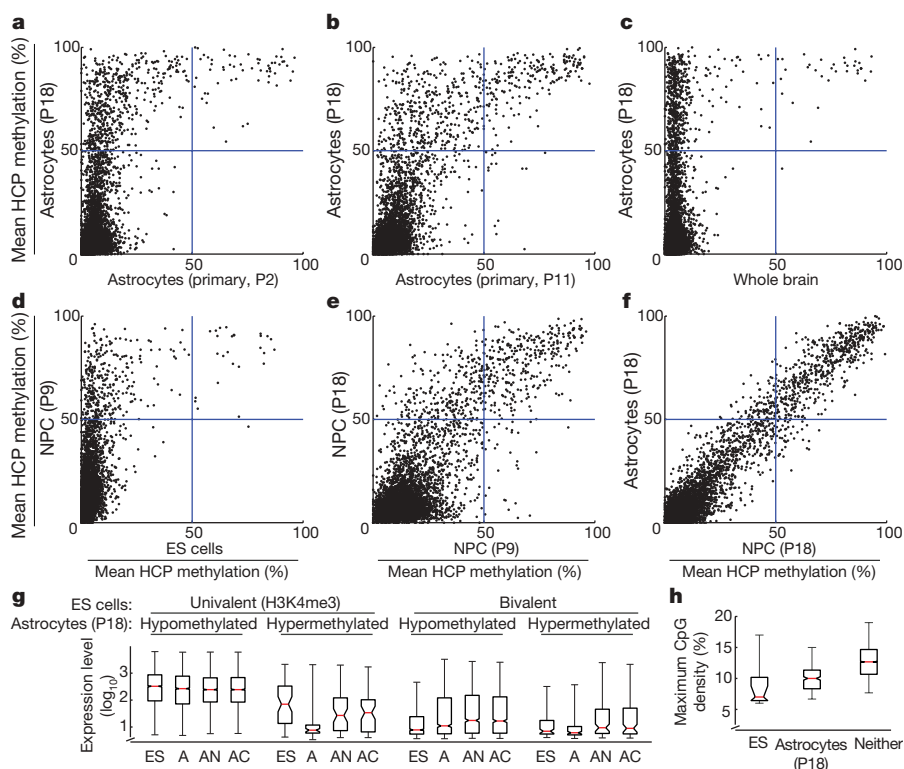 a
b
c
Mean HCP methylation (%)
Astrocytes (P18)
100
50
0
50
100
Astrocytes (primary, P2)
Astrocytes (P18)
100
50
0
50
100
Astrocytes (primary, P11)
Astrocytes (P18)
100
50
0
50
100
Whole brain
d
e
f
Mean HCP methylation (%)
NPC (P9)
100
50
0
50
100
ES cells
Mean HCP methylation (%)
NPC (P18)
100
50
0
50
100
NPC (P9)
Mean HCP methylation (%)
Astrocytes (P18)
100
50
0
50
100
NPC (P18)
Mean HCP methylation (%)
g
ES cells: Univalent (H3K4me3) Bivalent
Astrocytes (P18): Hypomethylated Hypermethylated Hypomethylated Hypermethylated
Expression level
(log10)
3
2
1
ES A AN AC ES A AN AC ES A AN AC ES A AN AC
h
Maximum CpG
density (%)
20
15
10
5
ES Astrocytes Neither
(P18)